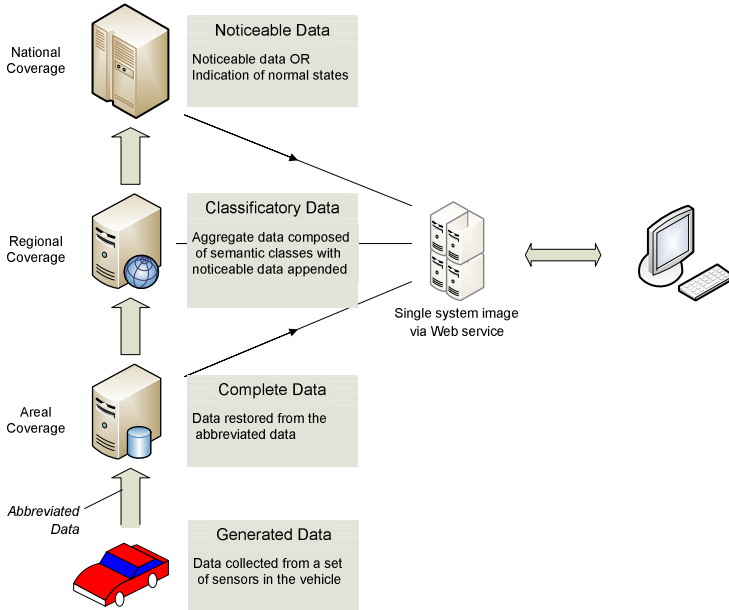 National
Coverage
Noticeable Data
Noticeable data OR
Indication of normal states
Regional
Coverage
Classificatory Data
Aggregate data composed
of semantic classes with
noticeable data appended
Single system image
via Web service
Areal
Coverage
Complete Data
Data restored from the
abbreviated data
Abbreviated
Data
Generated Data
Data collected from a set
of sensors in the vehicle